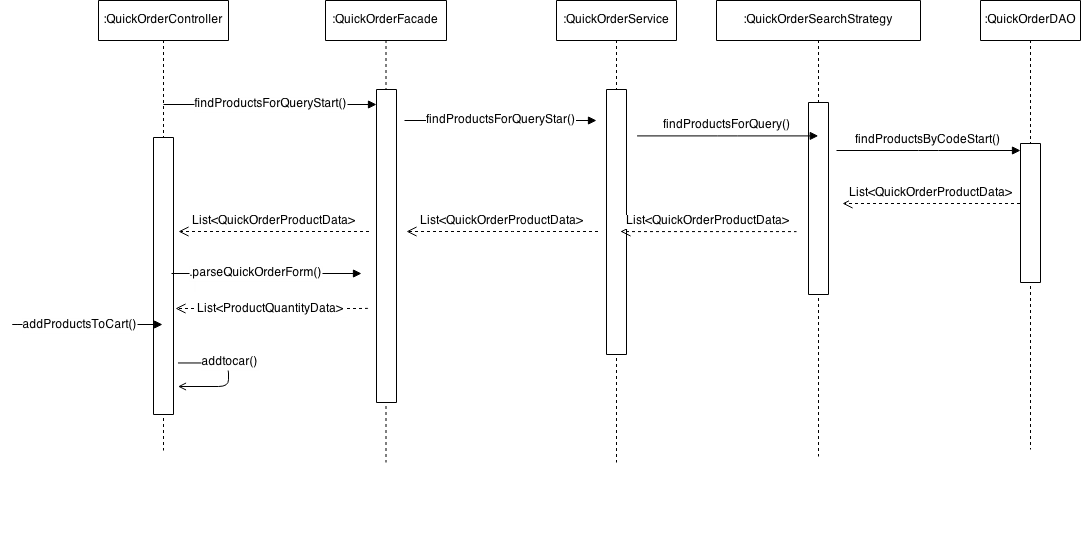 :QuickOrderController
:QuickOrderFacade
:QuickOrderService
:QuickOrderSearchStrategy
:QuickOrderDAO
findProductsForQueryStart()
findProductsForQueryStar()
findProductsForQuery()
findProductsByCodeStart()
List<QuickOrderProductData>
List<QuickOrderProductData>
List<QuickOrderProductData>
List<QuickOrderProductData>
.parseQuickOrderForm()
List<ProductQuantityData>
addProductsToCart()
addtocar()